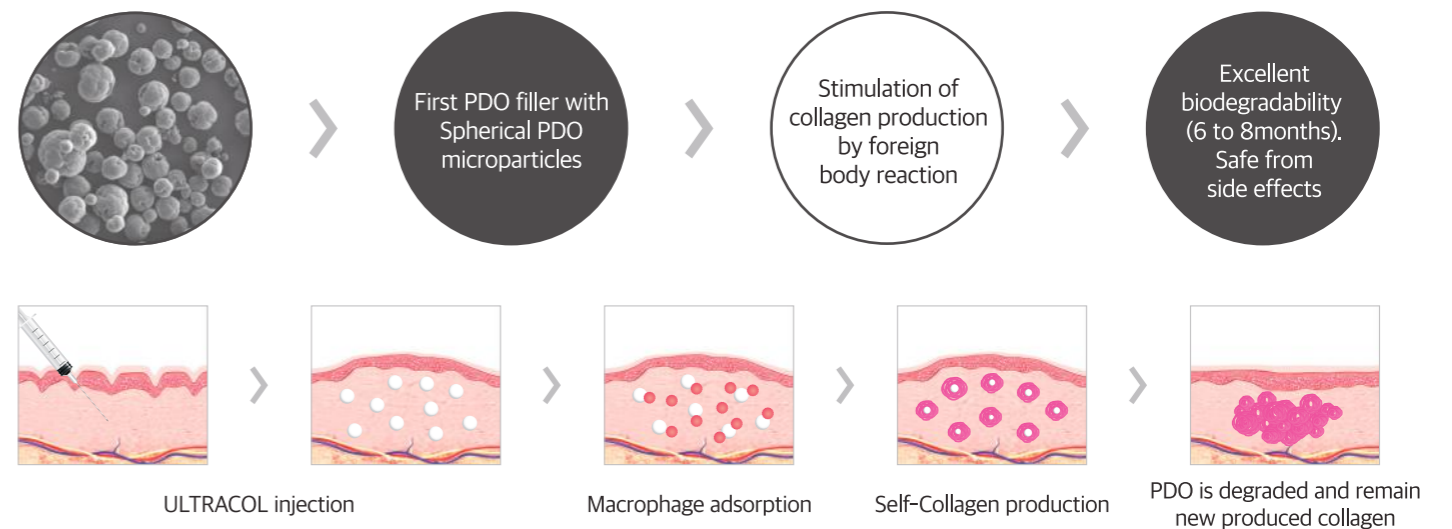 First PDO filler with
Spherical PDO
microparticles
Stimulation of
collagen production
by foreign
body reaction
Excellent
biodegradability
(6 to 8months).
Safe from
side effects
ULTRACOL injection
Macrophage adsorption
Self-Collagen production
PDO is degraded and remain
new produced collagen